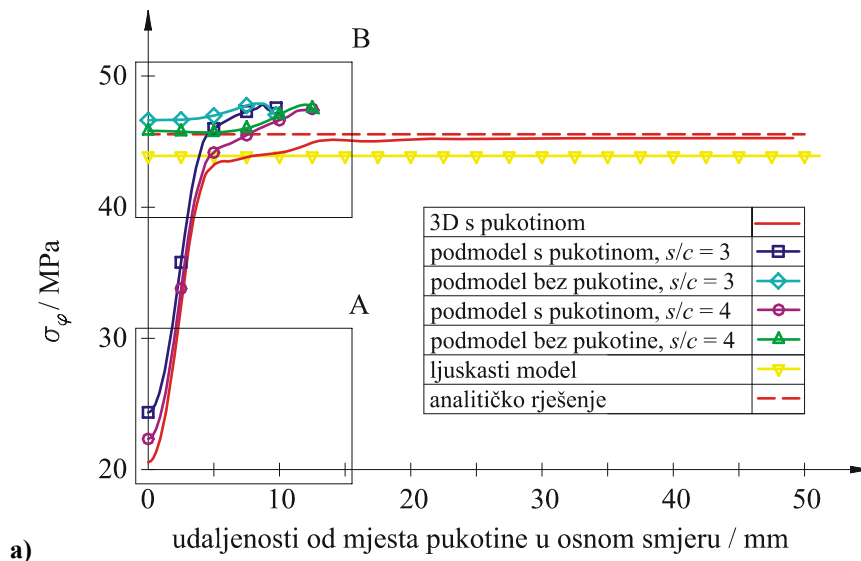 B
50
40
σφ / MPa
30
20
A
3D s pukotinom
podmodel s pukotinom, s/c = 3
podmodel bez pukotine, s/c = 3
podmodel s pukotinom, s/c = 4
podmodel bez pukotine, s/c = 4
ljuskasti model
analitičko rješenje
0 10 20 30 40 50
a) udaljenosti od mjesta pukotine u osnom smjeru / mm